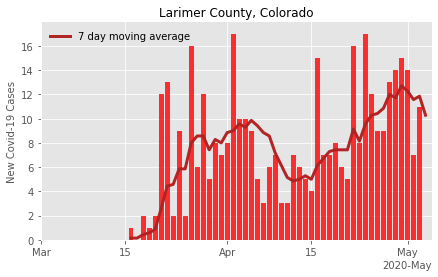 Larimer County, Colorado
7 day moving average
New Covid-19 Cases
16
14
12
10
8
6
4
2
0
Mar 15 Apr 15 May
2020-May